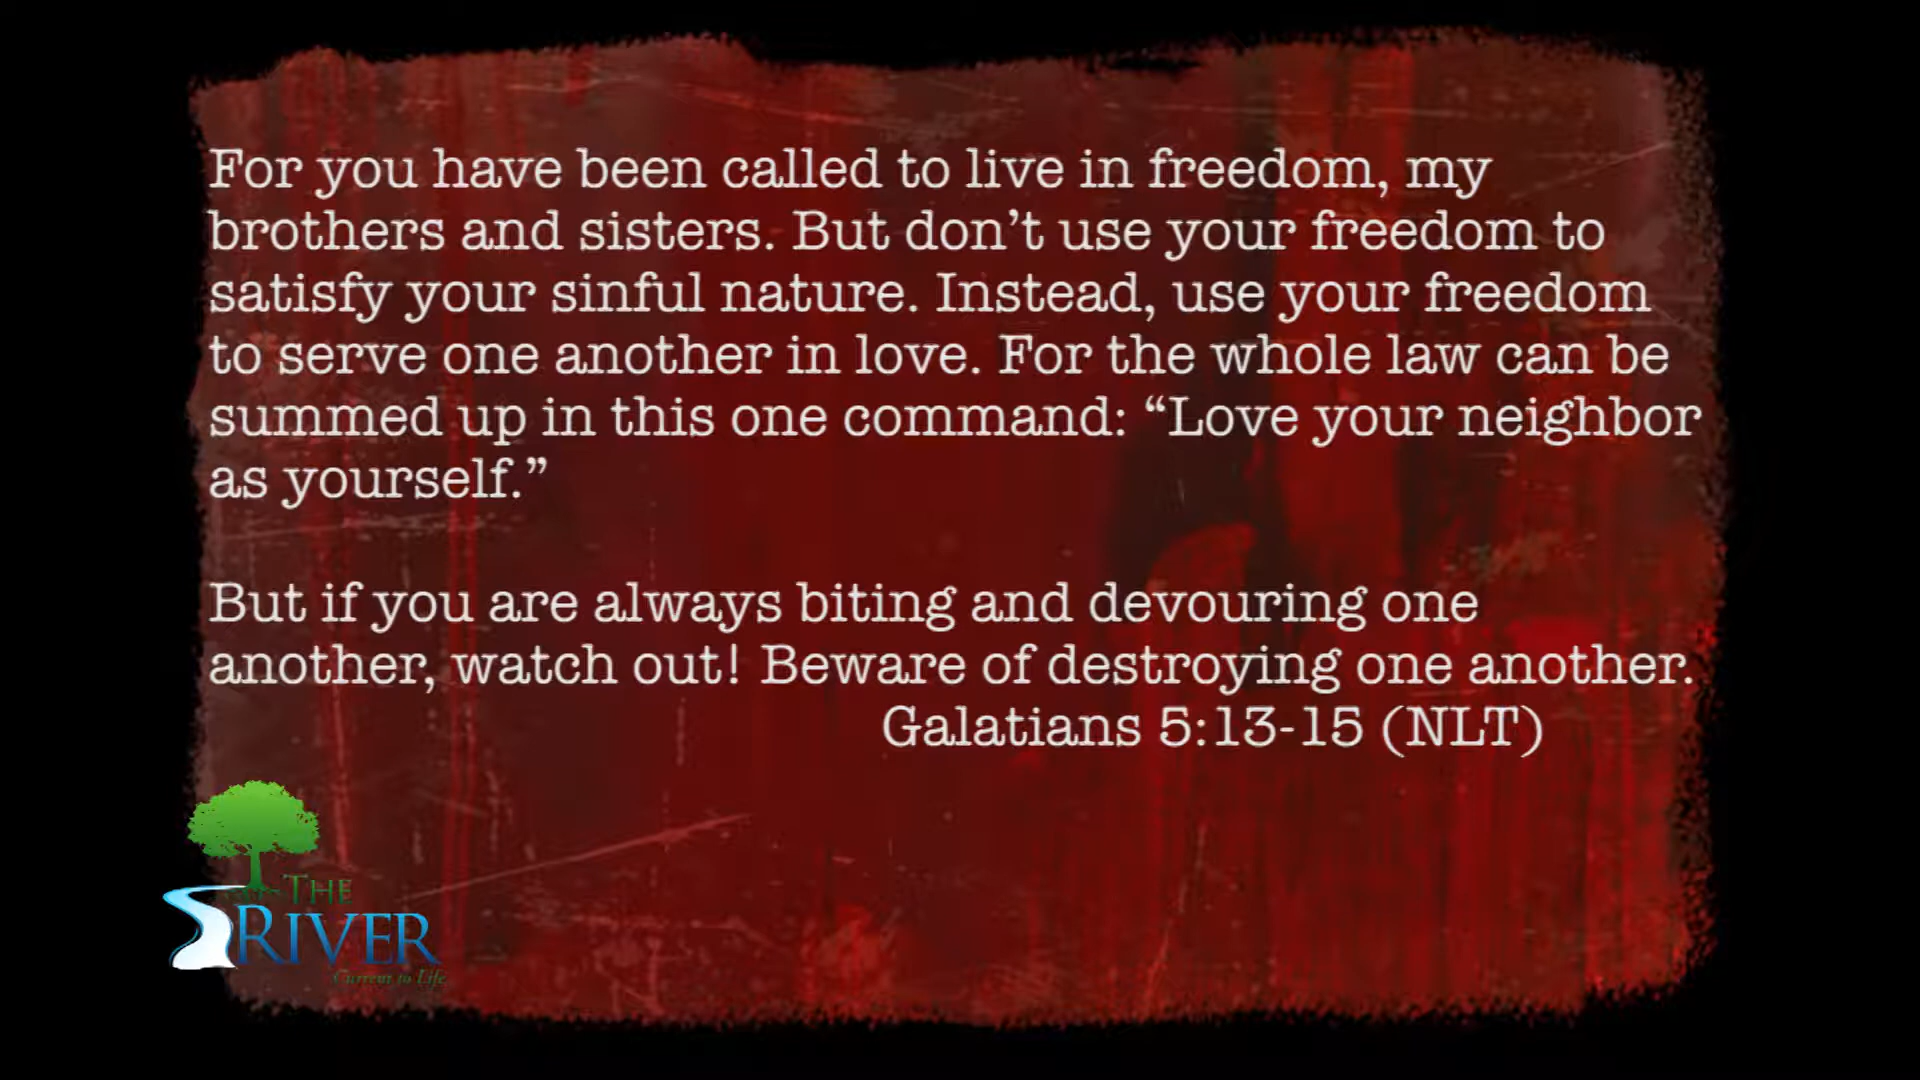 For you have been called to live in freedom, my
brothers and sisters. But don’t use your freedom to
satisfy your sinful nature. Instead, use your freedom
to serve one another in love. For the whole law can be
summed up in this one command: “Love your neighbor
as yourself.”
But if you are always biting and devouring one
another, watch out! Beware of destroying one another.
Galatians 5:13-15 (NLT)
THE
RIVER
Current to Life